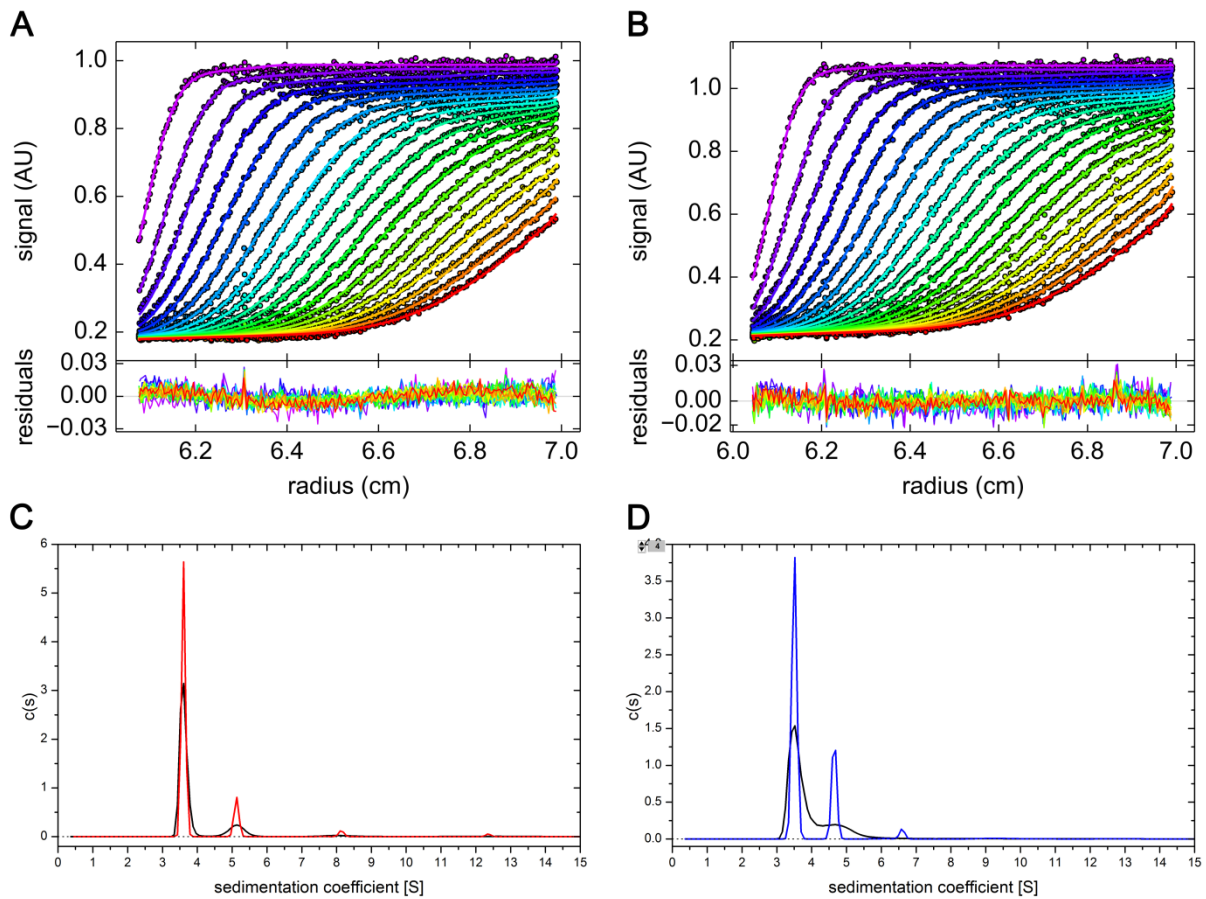 A
1.0
0.8
0.6
0.4
0.2
signal (AU)
0.03
0.00
−0.03
residuals
6.2 6.4 6.6 6.8 7.0
radius (cm)
B
1.0
0.8
0.6
0.4
0.2
signal (AU)
0.03
0.00
−0.02
residuals
6.0 6.2 6.4 6.6 6.8 7.0
radius (cm)
C
6
5
4
3
2
1
0
c(s)
0 1 2 3 4 5 6 7 8 9 10 11 12 13 14 15
sedimentation coefficient [S]
D
4
3.5
3.0
2.5
2.0
1.5
1.0
0.5
0.0
c(s)
0 1 2 3 4 5 6 7 8 9 10 11 12 13 14 15
sedimentation coefficient [S]